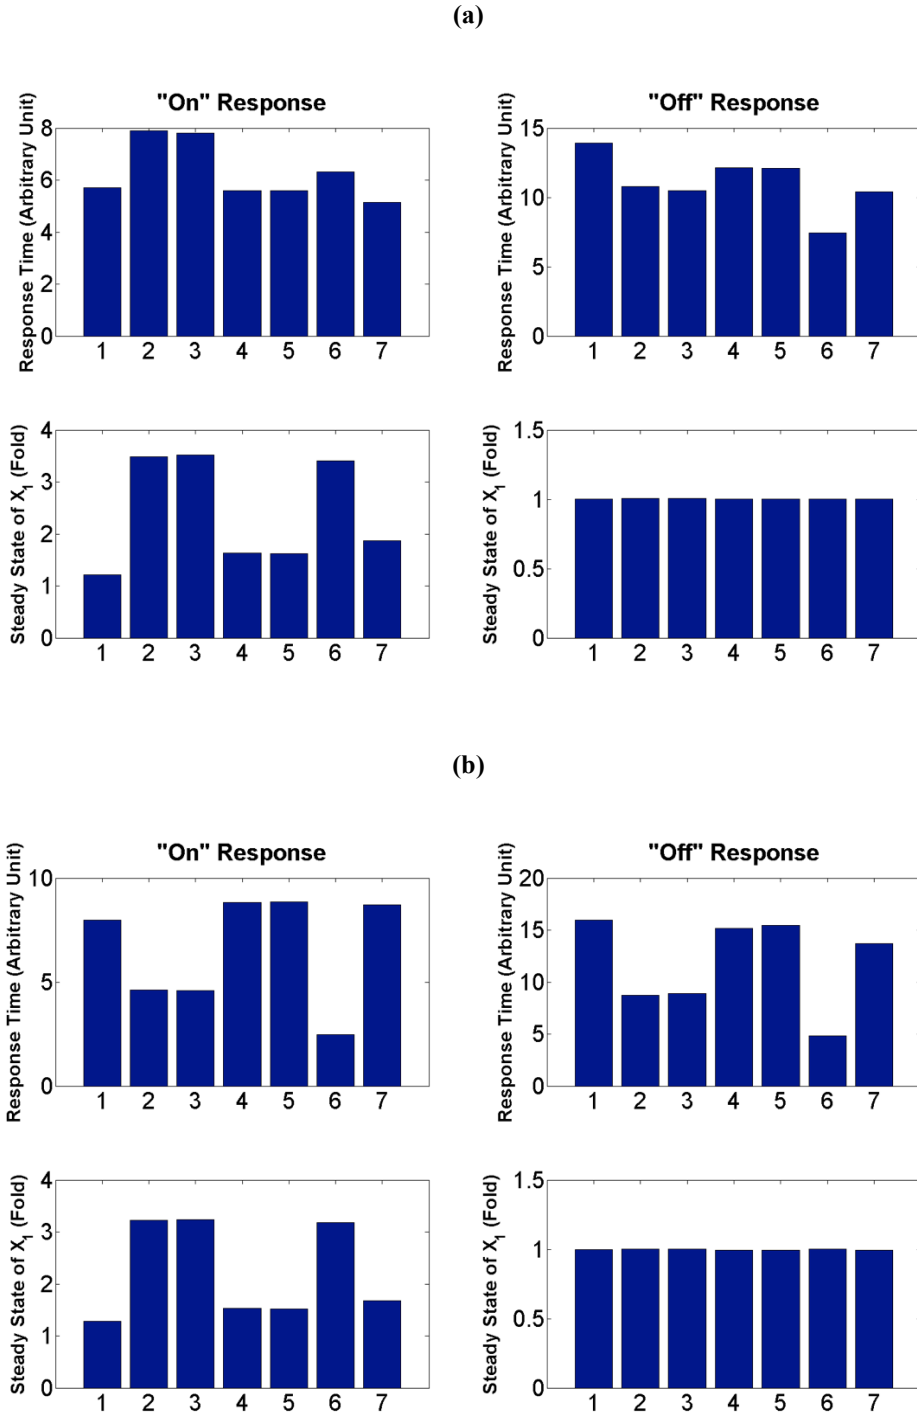 (a)
"On" Response
Response Time (Arbitrary Unit)
8
6
4
2
0
1 2 3 4 5 6 7
"Off" Response
Response Time (Arbitrary Unit)
15
10
5
0
1 2 3 4 5 6 7
Steady State of X1 (Fold)
4
3
2
1
0
1 2 3 4 5 6 7
Steady State of X1 (Fold)
1.5
1
0.5
0
1 2 3 4 5 6 7
(b)
"On" Response
Response Time (Arbitrary Unit)
10
5
0
1 2 3 4 5 6 7
"Off" Response
Response Time (Arbitrary Unit)
20
15
10
5
0
1 2 3 4 5 6 7
Steady State of X1 (Fold)
4
3
2
1
0
1 2 3 4 5 6 7
Steady State of X1 (Fold)
1.5
1
0.5
0
1 2 3 4 5 6 7